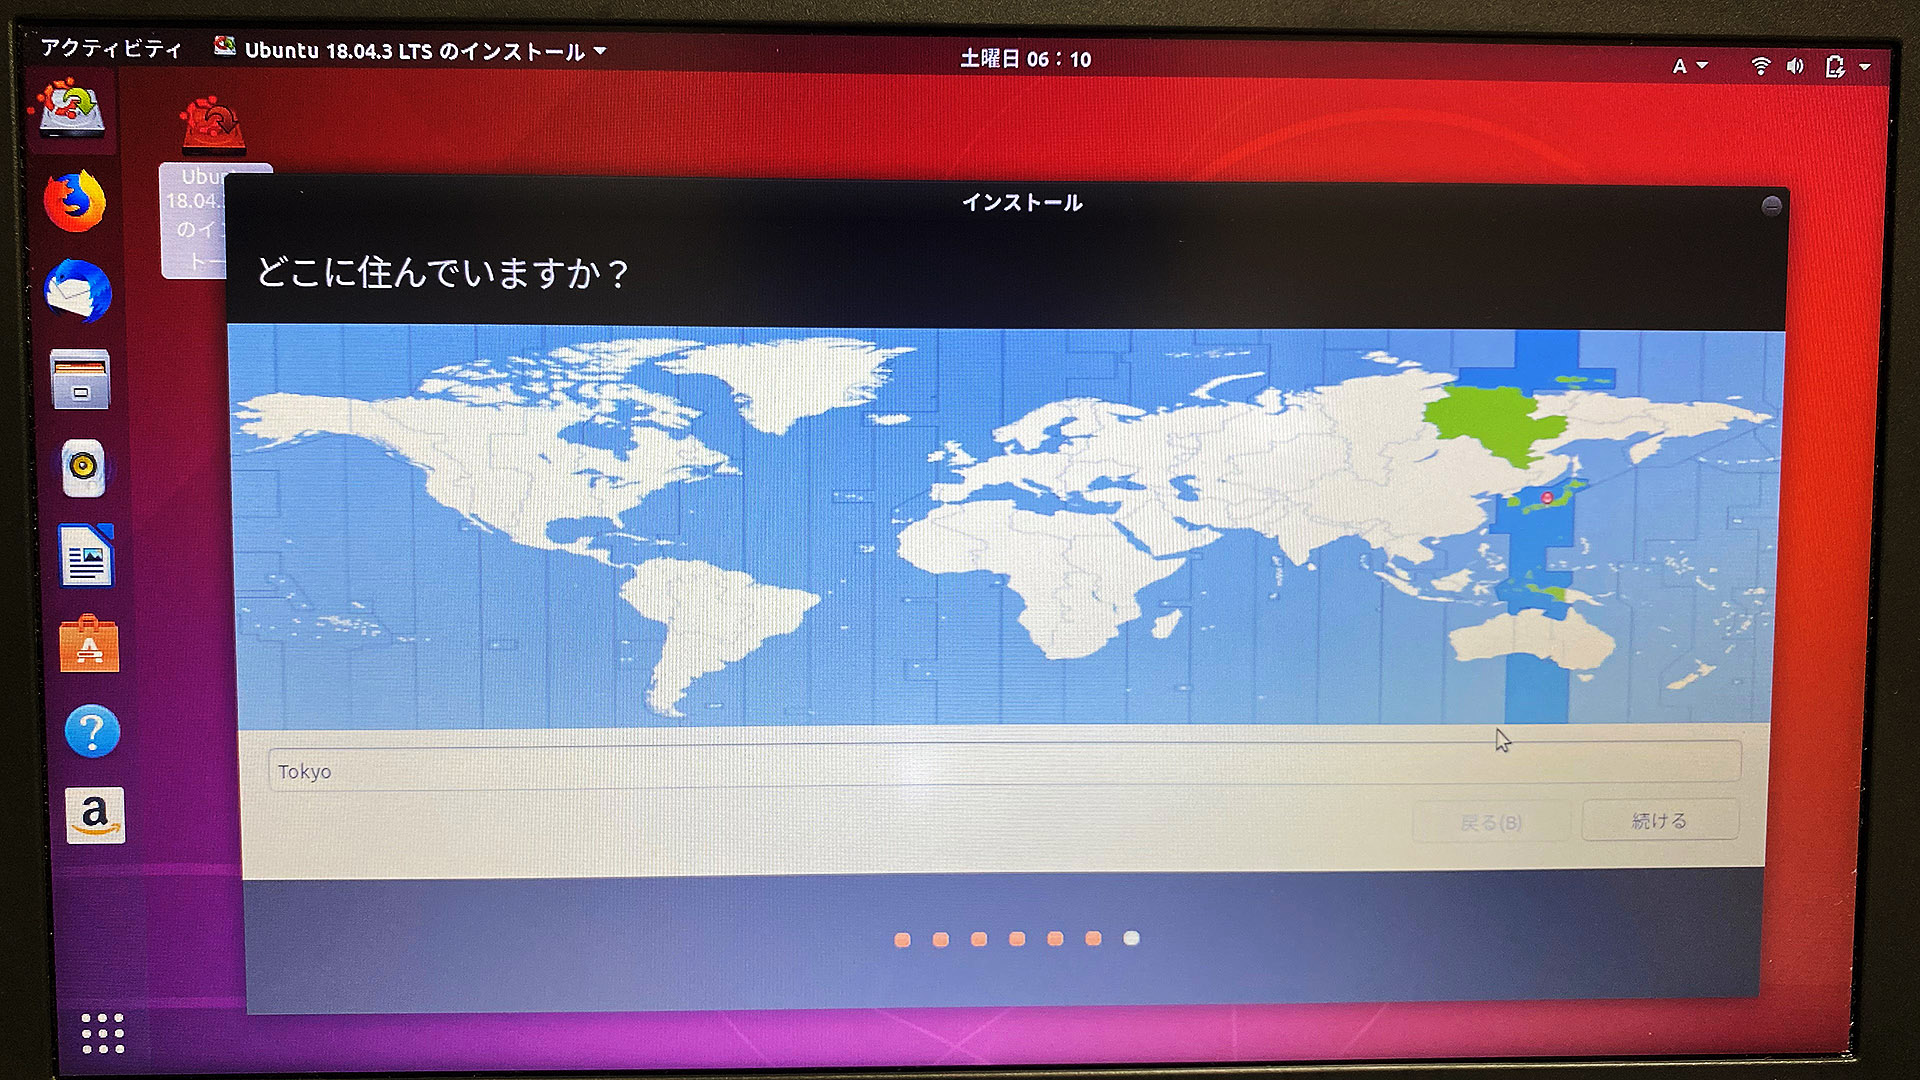 アクティビティ
Ubuntu 18.04.3 LTS のインストール
土曜日 06：10
A
18.04.
のイ
トー
インストール
どこに住んでいますか？
Tokyo
戻る(B)
続ける